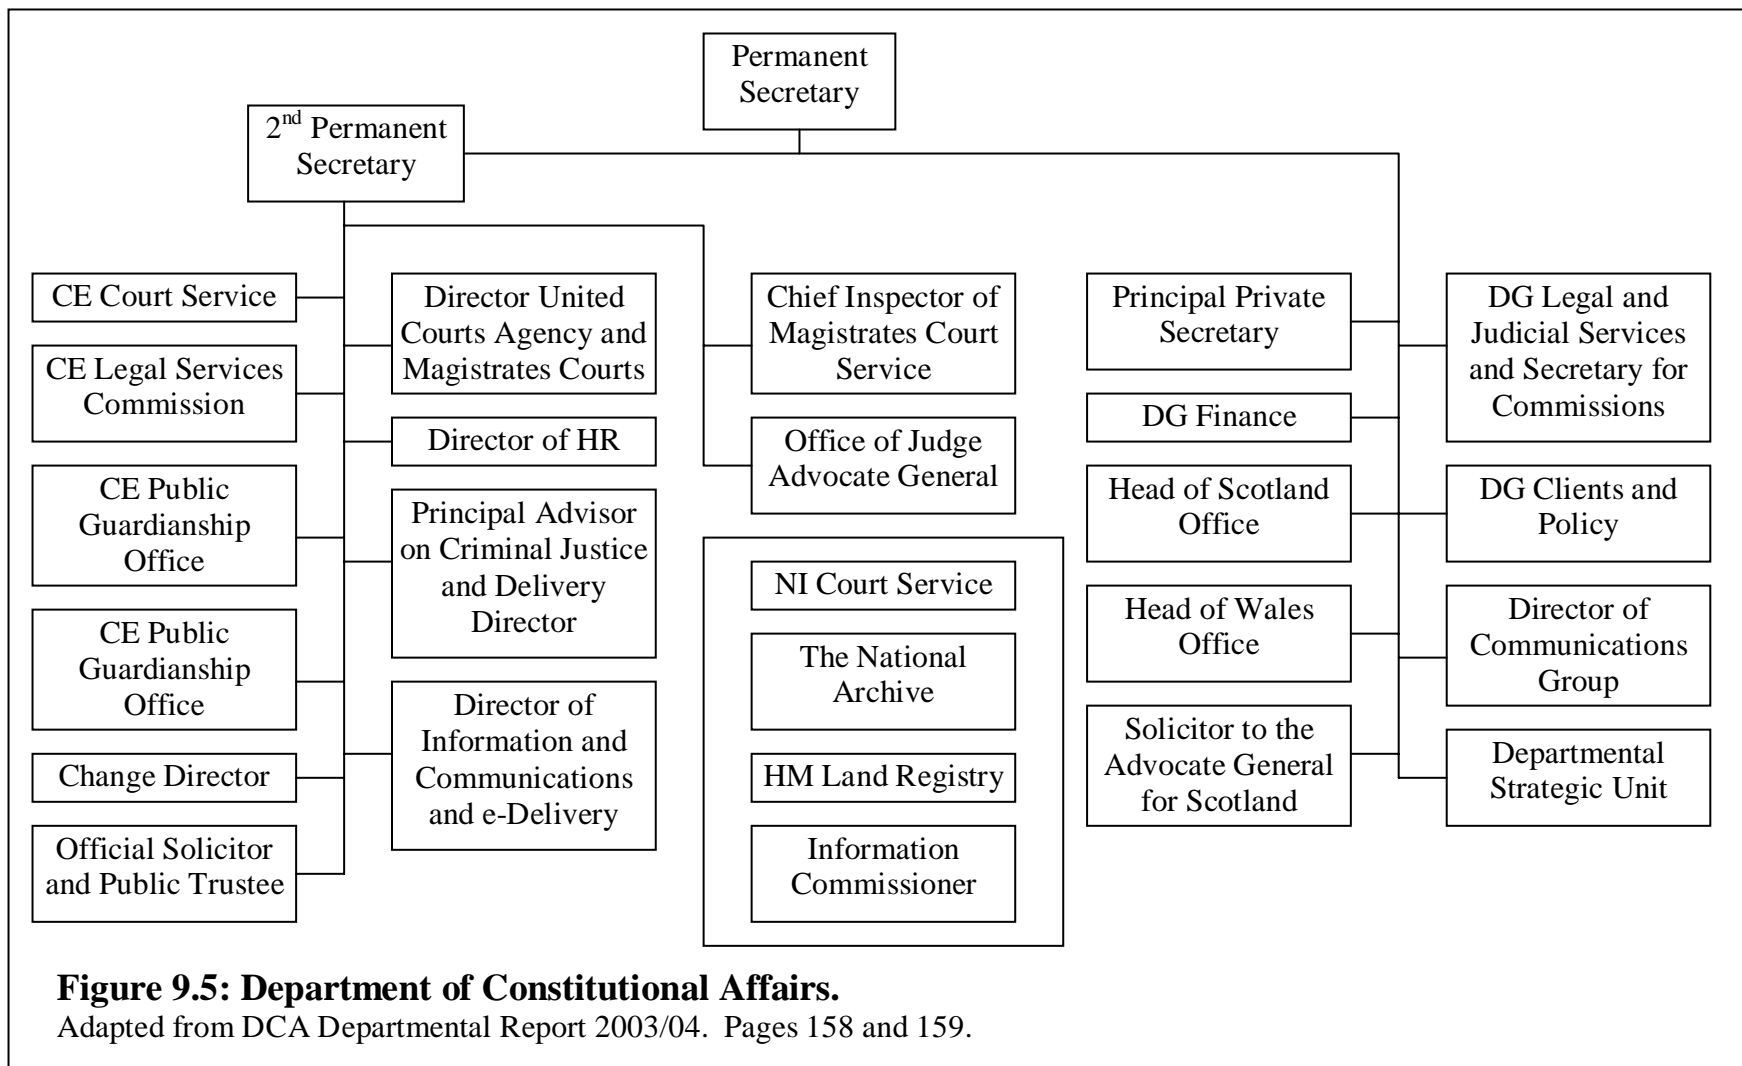 Permanent
Secretary
2nd Permanent
Secretary
CE Court Service
CE Legal Services
Commission
CE Public
Guardianship
Office
CE Public
Guardianship
Office
Change Director
Official Solicitor
and Public Trustee
Director United
Courts Agency and
Magistrates Courts
Director of HR
Principal Advisor
on Criminal Justice
and Delivery
Director
Director of
Information and
Communications
and e-Delivery
Chief Inspector of
Magistrates Court
Service
Office of Judge
Advocate General
NI Court Service
The National
Archive
HM Land Registry
Information
Commissioner
Principal Private
Secretary
DG Finance
Head of Scotland
Office
Head of Wales
Office
Solicitor to the
Advocate General
for Scotland
DG Legal and
Judicial Services
and Secretary for
Commissions
DG Clients and
Policy
Director of
Communications
Group
Departmental
Strategic Unit
Figure 9.5: Department of Constitutional Affairs.
Adapted from DCA Departmental Report 2003/04. Pages 158 and 159.